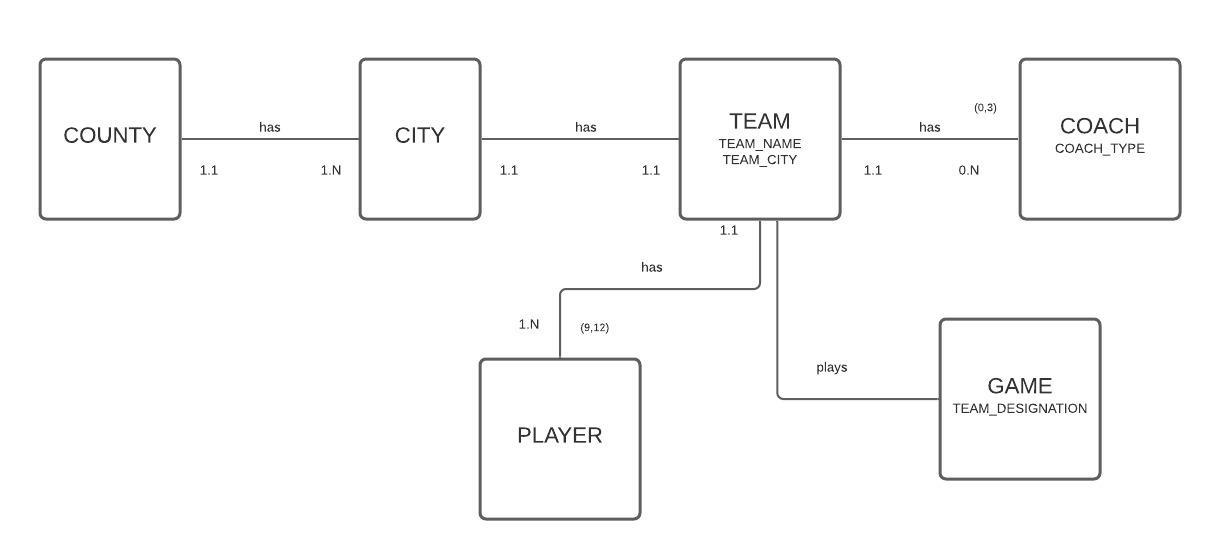 COUNTY
has
1.1
1.N
CITY
has
1.1
1.1
TEAM
TEAM_NAME
TEAM_CITY
has
(0,3)
1.1
0.N
COACH
COACH_TYPE
1.1
has
1.N
(9,12)
PLAYER
plays
GAME
TEAM_DESIGNATION